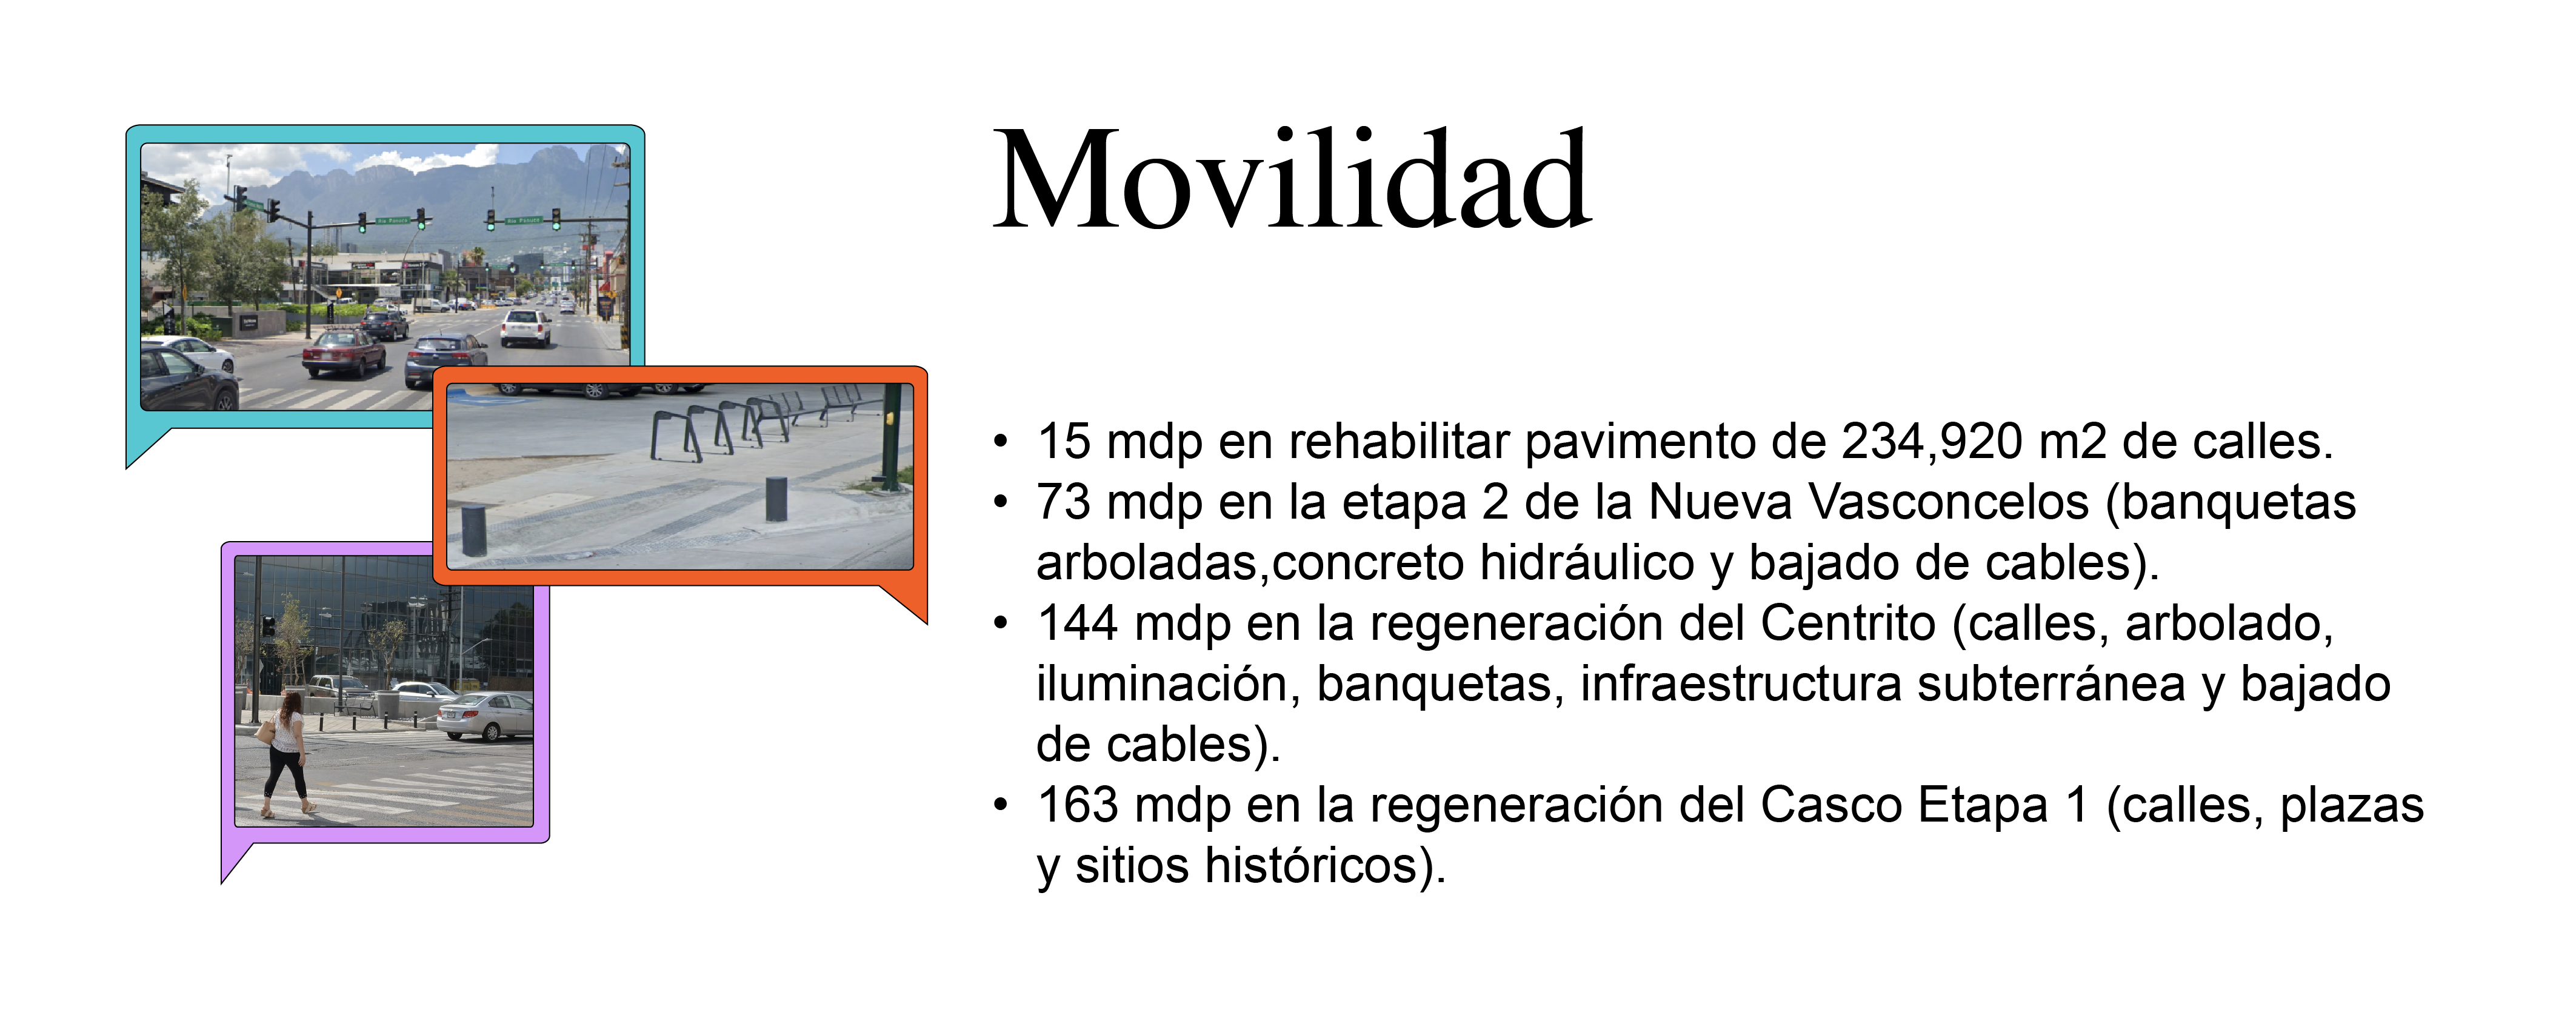 Movilidad
• 15 mdp en rehabilitar pavimento de 234,920 m2 de calles.
• 73 mdp en la etapa 2 de la Nueva Vasconcelos (banquetas
arboladas,concreto hidráulico y bajado de cables).
• 144 mdp en la regeneración del Centrito (calles, arbolado,
iluminación, banquetas, infraestructura subterránea y bajado
de cables).
• 163 mdp en la regeneración del Casco Etapa 1 (calles, plazas
y sitios históricos).